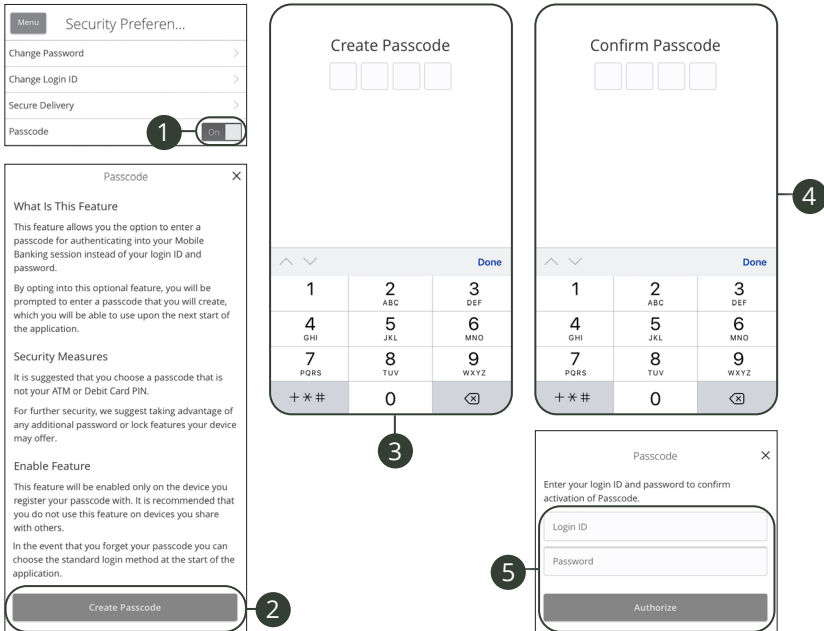 Menu
Security Preferen...
Change Password
Change Login ID
Secure Delivery
Passcode
On
1
Passcode
What Is This Feature
This feature allows you the option to enter a
passcode for authenticating into your Mobile
Banking session instead of your login ID and
password.
By opting into this optional feature, you will be
prompted to enter a passcode that you will create,
which you will be able to use upon the next start of
the application.
Security Measures
It is suggested that you choose a passcode that is
not your ATM or Debit Card PIN.
For further security, we suggest taking advantage of
any additional password or lock features your device
may offer.
Enable Feature
This feature will be enabled only on the device you
register your passcode with. It is recommended that
you do not use this feature on devices you share
with others.
In the event that you forget your passcode you can
choose the standard login method at the start of the
application.
Create Passcode
2
Create Passcode
Done
1 2 3
ABC DEF
4 5 6
GHI JKL MNO
7 8 9
PQRS TUV WXYZ
+*# 0
3
Confirm Passcode
Done
1 2 3
ABC DEF
4 5 6
GHI JKL MNO
7 8 9
PQRS TUV WXYZ
+*# 0
4
Passcode
Enter your login ID and password to confirm
activation of Passcode.
Login ID
Password
Authorize
5